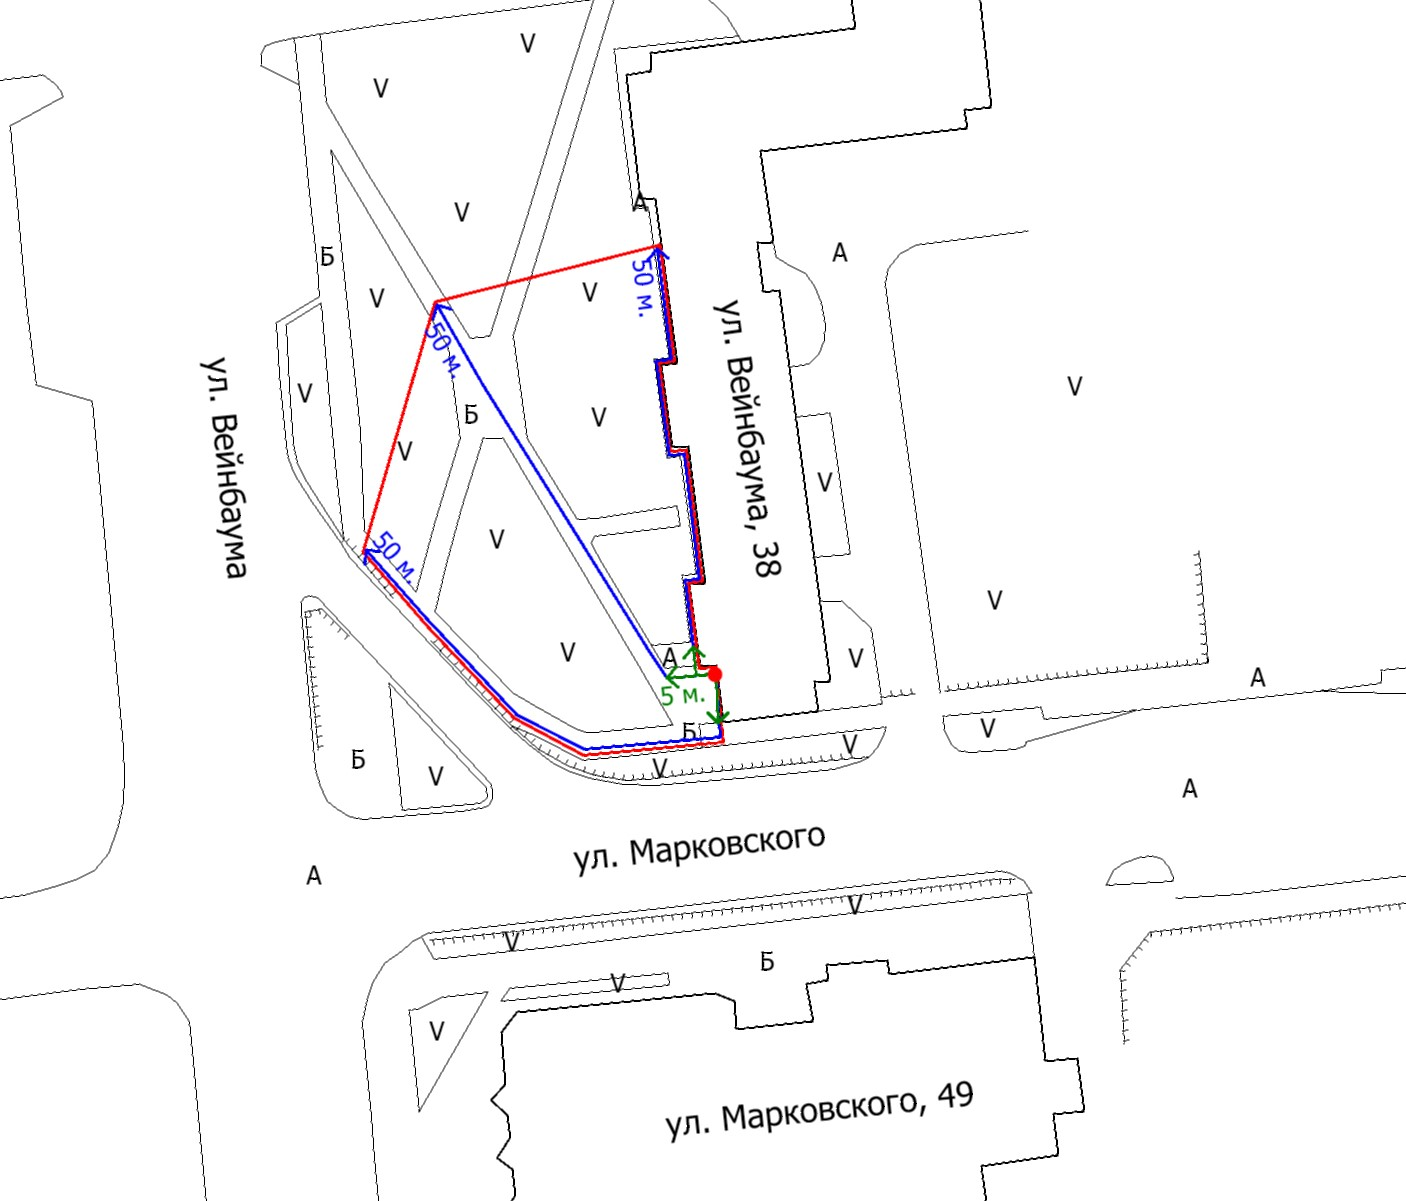 V
V
А
V
Б
А
50 м.
V
V
50 м.
V
V
Б
V
V
ул. Вейнбаума
ул. Вейнбаума, 38
V
V
50 м.
V
V
V
А
V
А
5 м.
Б
V
V
V
Б
V
А
ул. Марковского
А
V
V
Б
V
V
ул. Марковского, 49